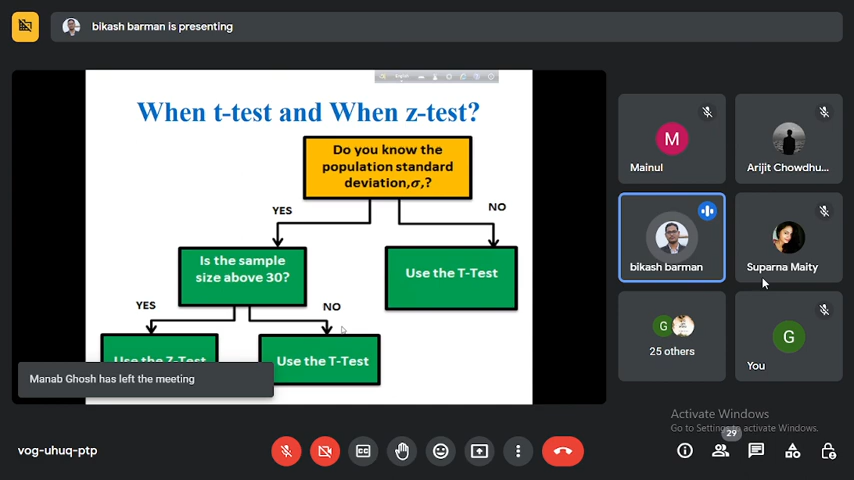 bikash barman is presenting
When t-test and When z-test?
Do you know the
population standard
deviation,σ,?
YES
NO
Is the sample
size above 30?
Use the T-Test
YES
NO
Use the Z-Test
Use the T-Test
Manab Ghosh has left the meeting
M
Mainul
Arijit Chowdhu...
bikash barman
Suparna Maity
G
25 others
G
You
Activate Windows
Go to Settings to activate Windows.
29
vog-uhuq-ptp